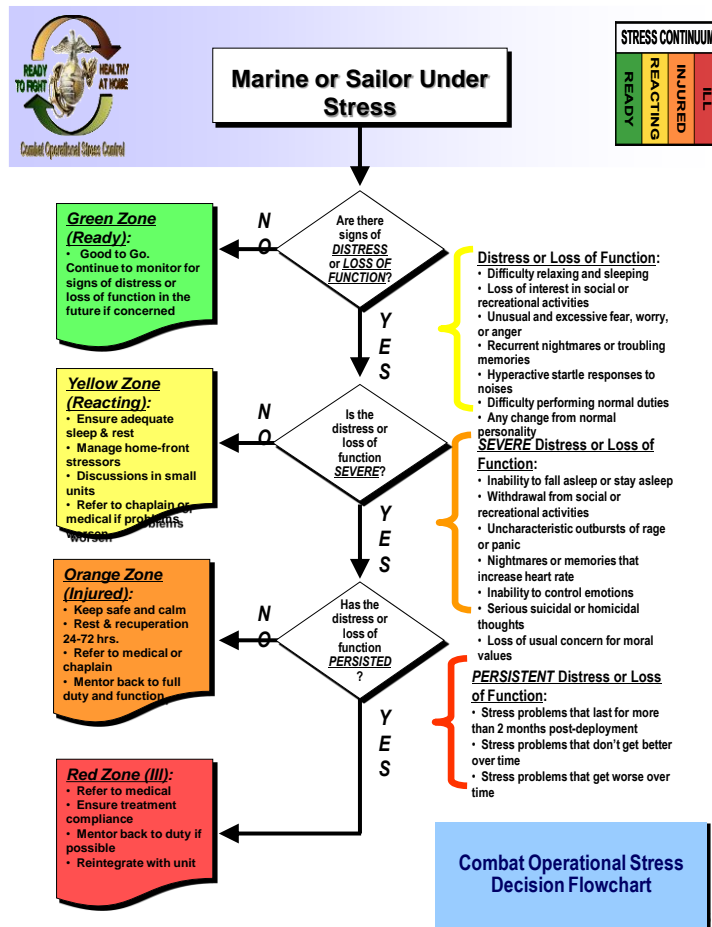 READY
TO FIGHT
HEALTHY
AT HOME
Combat Operational Stress Control
Marine or Sailor Under
Stress
STRESS CONTINUUM
READY
REACTING
INJURED
ILL
Are there
signs of
DISTRESS
or LOSS OF
FUNCTION?
NO
YES
Green Zone
(Ready):
• Good to Go.
Continue to monitor for
signs of distress or
loss of function in the
future if concerned
Distress or Loss of Function:
• Difficulty relaxing and sleeping
• Loss of interest in social or
recreational activities
• Unusual and excessive fear, worry,
or anger
• Recurrent nightmares or troubling
memories
• Hyperactive startle responses to
noises
• Difficulty performing normal duties
• Any change from normal
personality
Is the
distress or
loss of
function
SEVERE?
NO
YES
Yellow Zone
(Reacting):
• Ensure adequate
sleep & rest
• Manage home-front
stressors
• Discussions in small
units
• Refer to chaplain or
medical if problems
worsen
SEVERE Distress or Loss of
Function:
• Inability to fall asleep or stay asleep
• Withdrawal from social or
recreational activities
• Uncharacteristic outbursts of rage
or panic
• Nightmares or memories that
increase heart rate
• Inability to control emotions
• Serious suicidal or homicidal
thoughts
• Loss of usual concern for moral
values
Has the
distress or
loss of
function
PERSISTED
?
NO
YES
Orange Zone
(Injured):
• Keep safe and calm
• Rest & recuperation
24-72 hrs.
• Refer to medical or
chaplain
• Mentor back to full
duty and function
PERSISTENT Distress or Loss
of Function:
• Stress problems that last for more
than 2 months post-deployment
• Stress problems that don't get better
over time
• Stress problems that get worse over
time
Red Zone (Ill):
• Refer to medical
• Ensure treatment
compliance
• Mentor back to duty if
possible
• Reintegrate with unit
Combat Operational Stress
Decision Flowchart